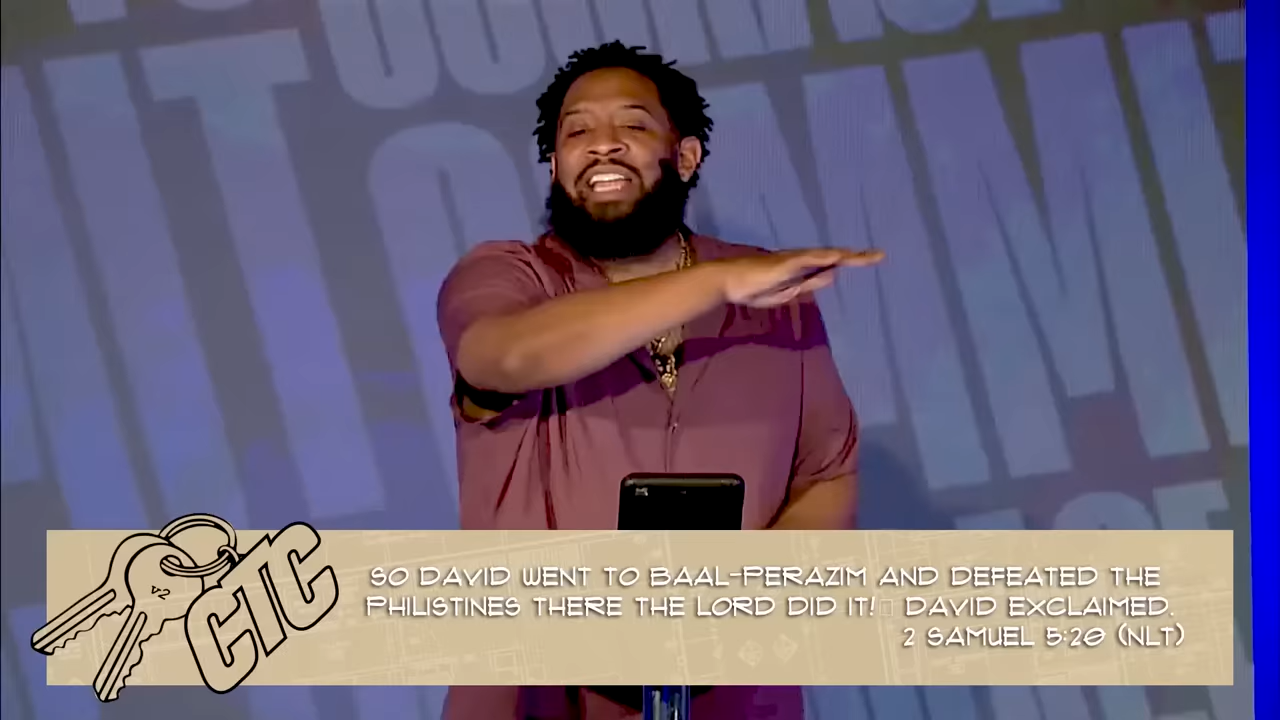 V2
CTC
SO DAVID WENT TO BAAL-PERAZIM AND DEFEATED THE
PHILISTINES THERE THE LORD DID IT!□ DAVID EXCLAIMED.
2 SAMUEL 5:20 (NLT)